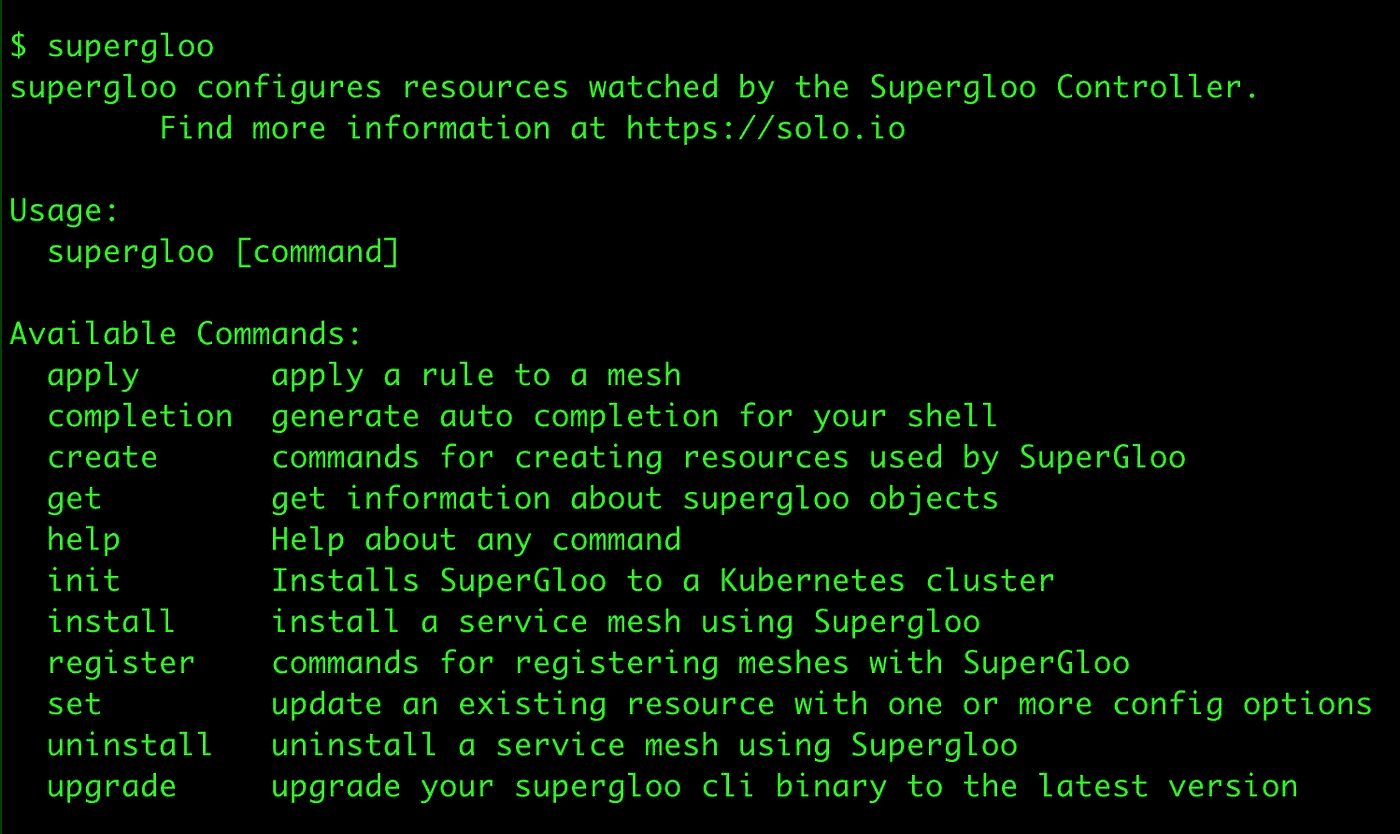 $ supergloo
supergloo configures resources watched by the Supergloo Controller.
        Find more information at https://solo.io

Usage:
  supergloo [command]

Available Commands:
  apply       apply a rule to a mesh
  completion  generate auto completion for your shell
  create      commands for creating resources used by SuperGloo
  get         get information about supergloo objects
  help        Help about any command
  init        Installs SuperGloo to a Kubernetes cluster
  install     install a service mesh using Supergloo
  register    commands for registering meshes with SuperGloo
  set         update an existing resource with one or more config options
  uninstall   uninstall a service mesh using Supergloo
  upgrade     upgrade your supergloo cli binary to the latest version